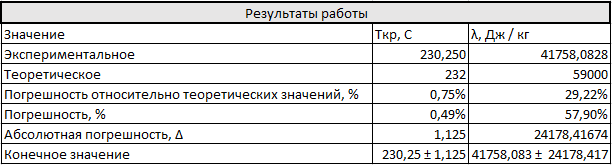 Результаты работы
Значение Ткр, С λ, Дж / кг
Экспериментальное 230,250 41758,0828
Теоретическое 232 59000
Погрешность относительно теоретических значений, % 0,75% 29,22%
Погрешность, % 0,49% 57,90%
Абсолютная погрешность, Δ 1,125 24178,41674
Конечное значение 230,25 ± 1,125 41758,083 ± 24178,417